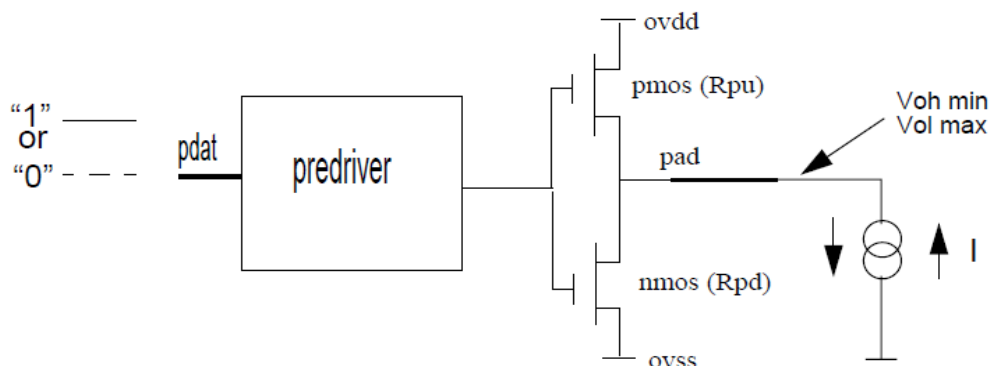 ovdd
pmos (Rpu)
Voh min
Vol max
“1”
or
“0”
pdat
predriver
pad
I
nmos (Rpd)
ovss